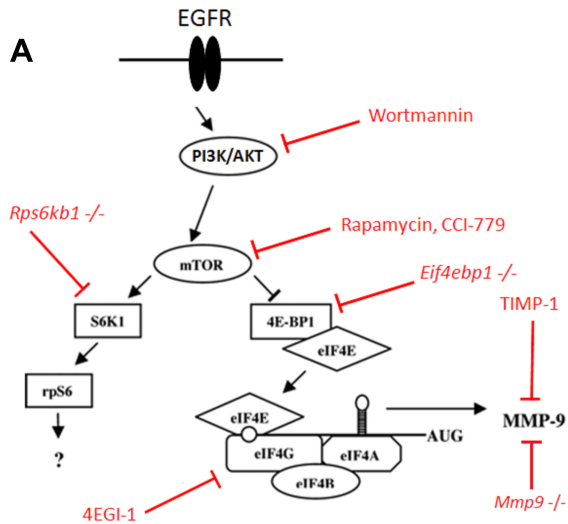 EGFR
A
Wortmannin
PI3K/AKT
Rps6kb1 -/-
Rapamycin, CCI-779
mTOR
Eif4ebp1 -/-
TIMP-1
S6K1
4E-BP1
eIF4E
rpS6
eIF4E
MMP-9
AUG
?
eIF4G
eIF4A
eIF4B
4EGI-1
Mmp9 -/-